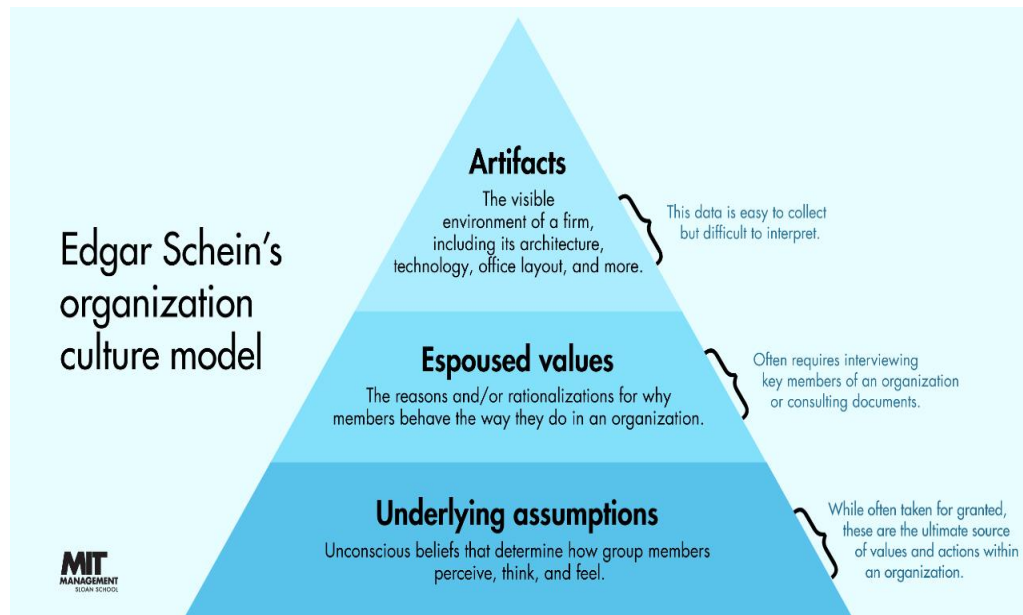 Edgar Schein's
organization
culture model
Artifacts
The visible
environment of a firm,
including its architecture,
technology, office layout, and more.
This data is easy to collect
but difficult to interpret.
Espoused values
The reasons and/or rationalizations for why
members behave the way they do in an organization.
Often requires interviewing
key members of an organization
or consulting documents.
Underlying assumptions
Unconscious beliefs that determine how group members
perceive, think, and feel.
While often taken for granted,
these are the ultimate source
of values and actions within
an organization.
MIT
MANAGEMENT
SLOAN SCHOOL